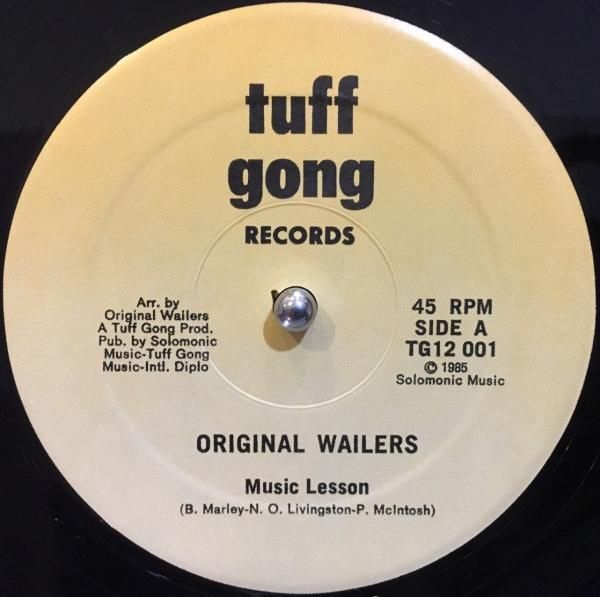 tuff
gong
RECORDS
Arr. by
Original Wailers
A Tuff Gong Prod.
Pub. by Solomonic
Music-Tuff Gong
Music-Intl. Diplo
45 RPM
SIDE A
TG12 001
© 1985
Solomonic Music
ORIGINAL WAILERS
Music Lesson
(B. Marley-N. O. Livingston-P. McIntosh)